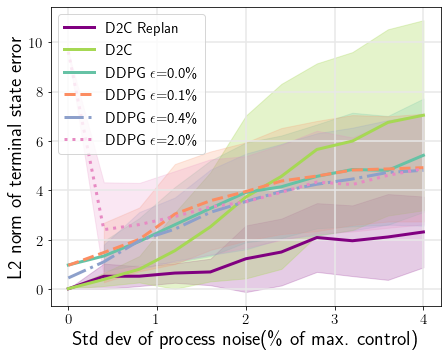 D2C Replan
D2C
DDPG ϵ=0.0%
DDPG ϵ=0.1%
DDPG ϵ=0.4%
DDPG ϵ=2.0%
L2 norm of terminal state error
10
8
6
4
2
0
0 1 2 3 4
Std dev of process noise(% of max. control)